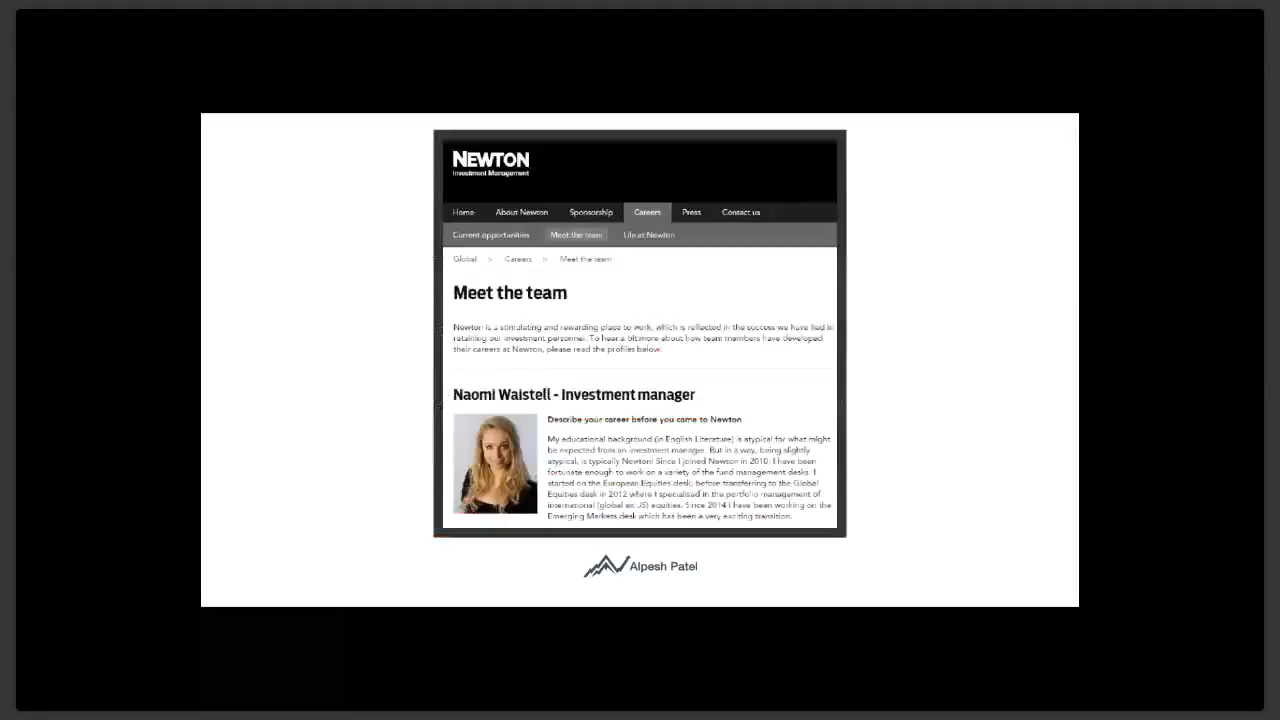 NEWTON
Investment Management
Home About Newton Sponsorship Careers Press Contact us
Current opportunities Meet the team Life at Newton
Global > Careers > Meet the team
Meet the team
Newton is a stimulating and rewarding place to work, which is reflected in the success we have had in
retaining our investment personnel. To hear a bit more about how team members have developed
their careers at Newton, please read the profiles below.
Naomi Waistell - Investment manager
Describe your career before you came to Newton
My educational background (in English Literature) is atypical for what might
be expected from an investment manager. But in a way, being slightly
atypical, is typically Newton! Since I joined Newton in 2010, I have been
fortunate enough to work on a variety of the fund management desks. I
started on the European Equities desk, before transferring to the Global
Equities desk in 2012 where I specialised in the portfolio management of
international (global ex US) equities. Since 2014 I have been working on the
Emerging Markets desk which has been a very exciting transition.
Alpesh Patel